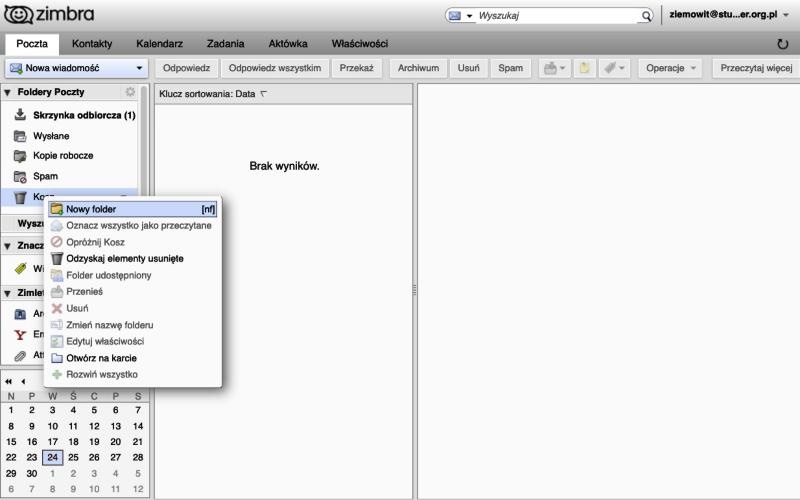 zimbra
Wyszukaj
ziemowit@stu...er.org.pl
Poczta Kontakty Kalendarz Zadania Aktówka Właściwości
Nowa wiadomość Odpowiedz Odpowiedz wszystkim Przekaż Archiwum Usuń Spam Operacje Przeczytaj więcej
Foldery Poczty
Klucz sortowania: Data
Skrzynka odbiorcza (1)
Wysłane
Kopie robocze
Spam
Brak wyników.
Nowy folder [nf]
Oznacz wszystko jako przeczytane
Opróżnij Kosz
Odzyskaj elementy usunięte
Folder udostępniony
Przenieś
Usuń
Zmień nazwę folderu
Edytuj właściwości
Otwórz na karcie
Rozwiń wszystko
N P W Ś C P S
1 2 3 4 5 6 7
8 9 10 11 12 13 14
15 16 17 18 19 20 21
22 23 24 25 26 27 28
29 30 1 2 3 4 5
6 7 8 9 10 11 12